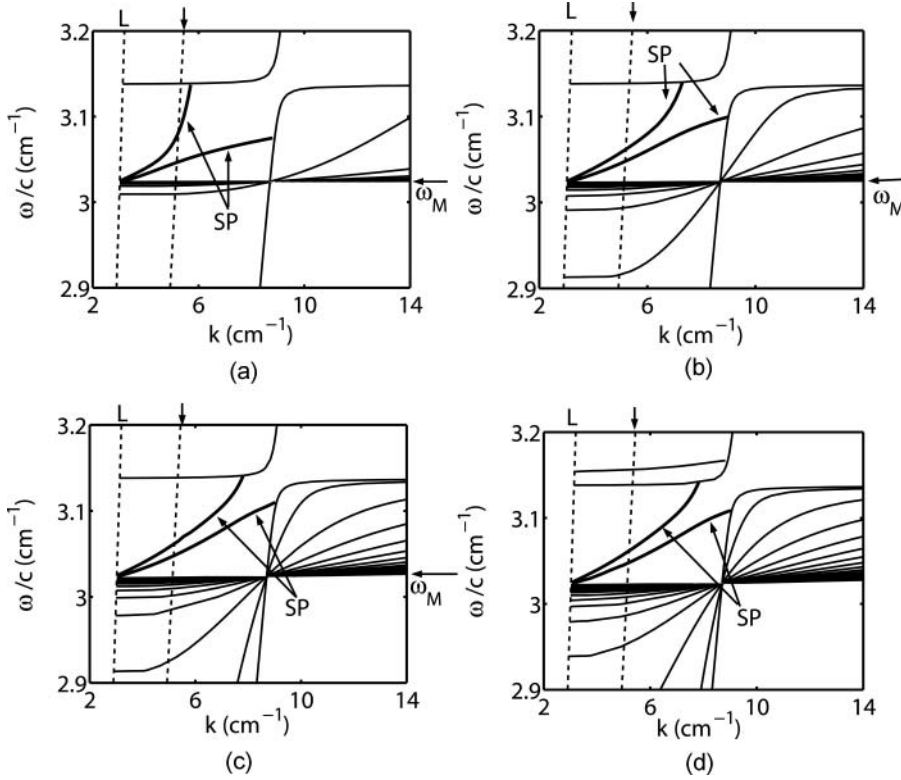 L
3.2
3.1
3
2.9
ω/c (cm⁻¹)
SP
ω_M
2 6 10 14
k (cm⁻¹)
(a)
3.2
3.1
3
2.9
ω/c (cm⁻¹)
L
SP
ω_M
2 6 10 14
k (cm⁻¹)
(b)
L
3.2
3.1
3
2.9
ω/c (cm⁻¹)
SP
ω_M
2 6 10 14
k (cm⁻¹)
(c)
L
3.2
3.1
3
2.9
ω/c (cm⁻¹)
SP
2 6 10 14
k (cm⁻¹)
(d)